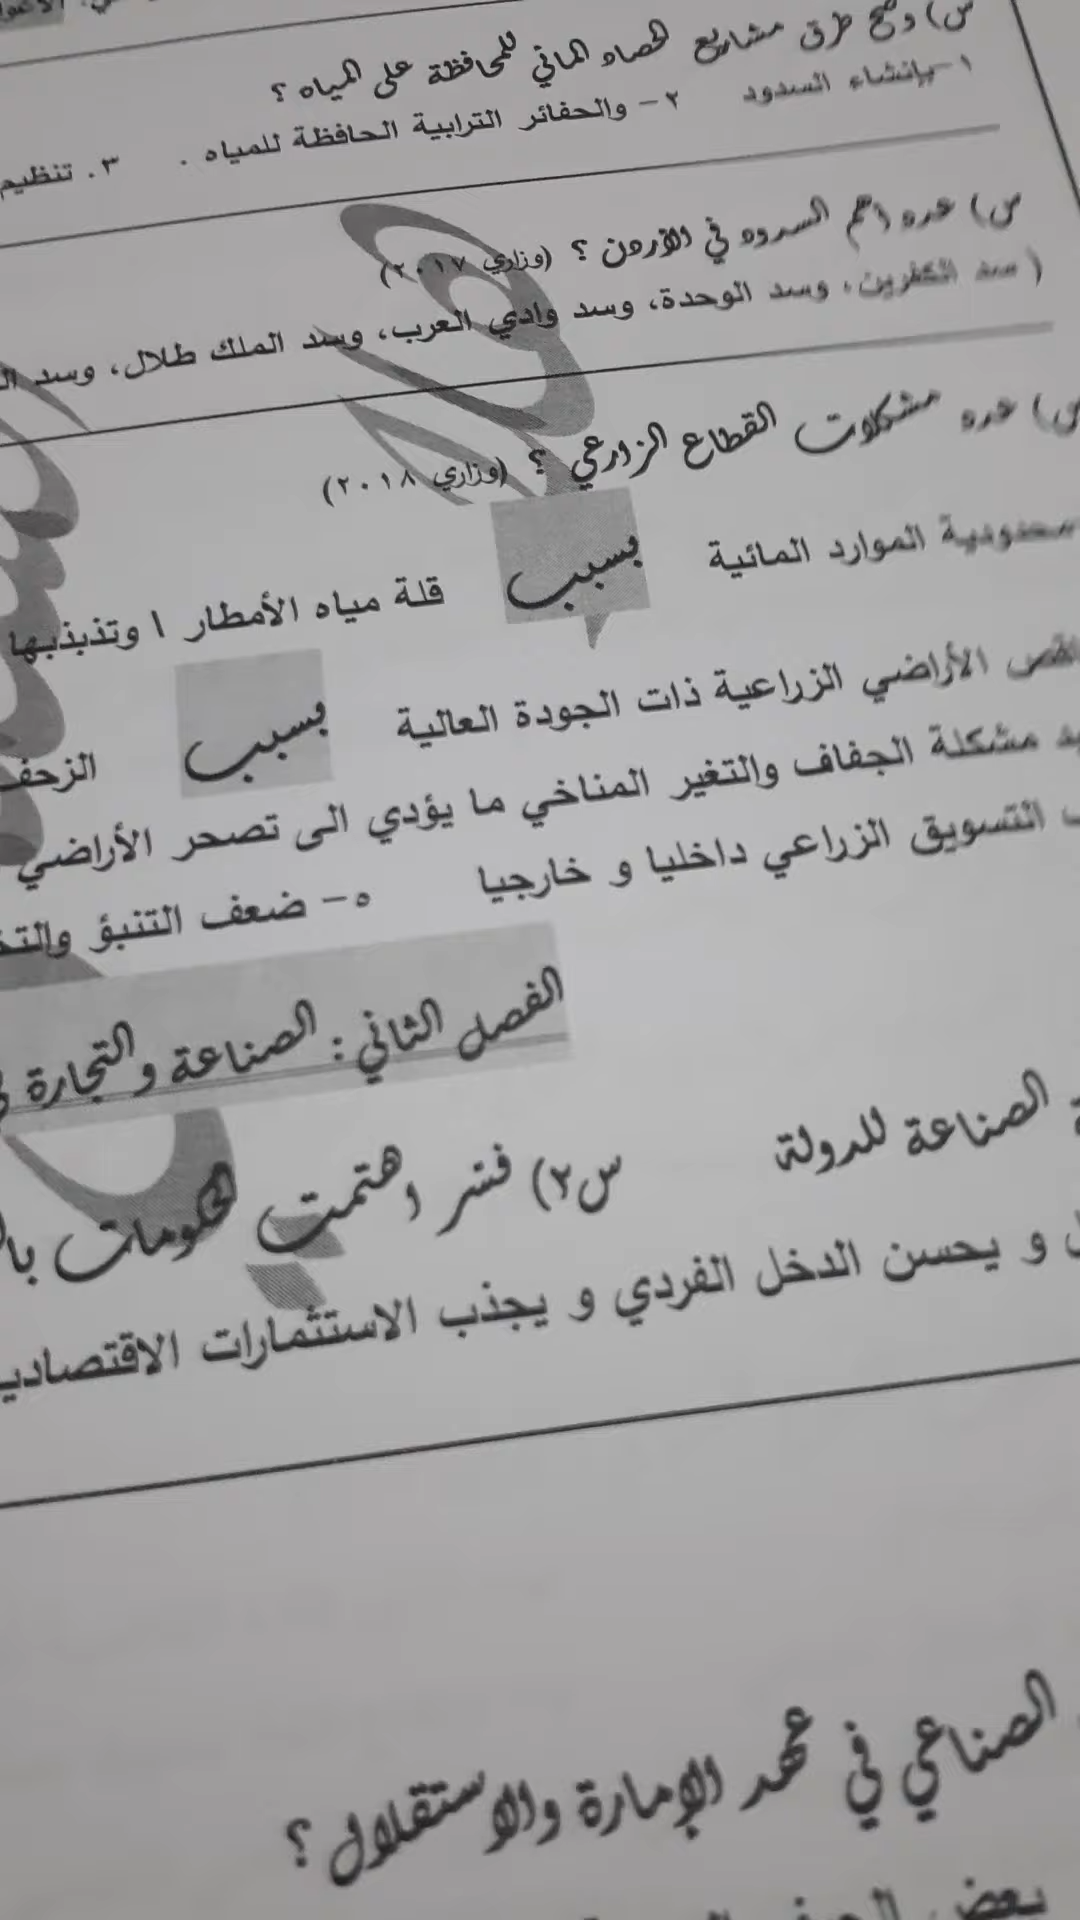 س) وضح طرق مشاريع الحصاد المائي للمحافظة على المياه ؟
١- بإنشاء السدود ٢- والحفائر الترابية الحافظة للمياه . ٣. تنظيم
س) عدد اهم السدود في الأردن ؟ (وزاري ٢٠١٧)
( سد الكفرين، وسد الوحدة، وسد وادي العرب، وسد الملك طلال، وسد
س) عدد مشكلات القطاع الزراعي ؟ (وزاري ٢٠١٨)
محدودية الموارد المائية بسبب قلة مياه الأمطار ١ وتذبذبها
نقص الأراضي الزراعية ذات الجودة العالية بسبب الزحف
مشكلة الجفاف والتغير المناخي ما يؤدي الى تصحر الأراضي
التسويق الزراعي داخليا و خارجيا ٥- ضعف التنبؤ
الفصل الثاني : الصناعة والتجارة
الصناعة للدولة س٢) فسر اهتمت الحكومات
و يحسن الدخل الفردي و يجذب الاستثمارات
الصناعي في عهد الإمارة والاستقلال ؟
بعض